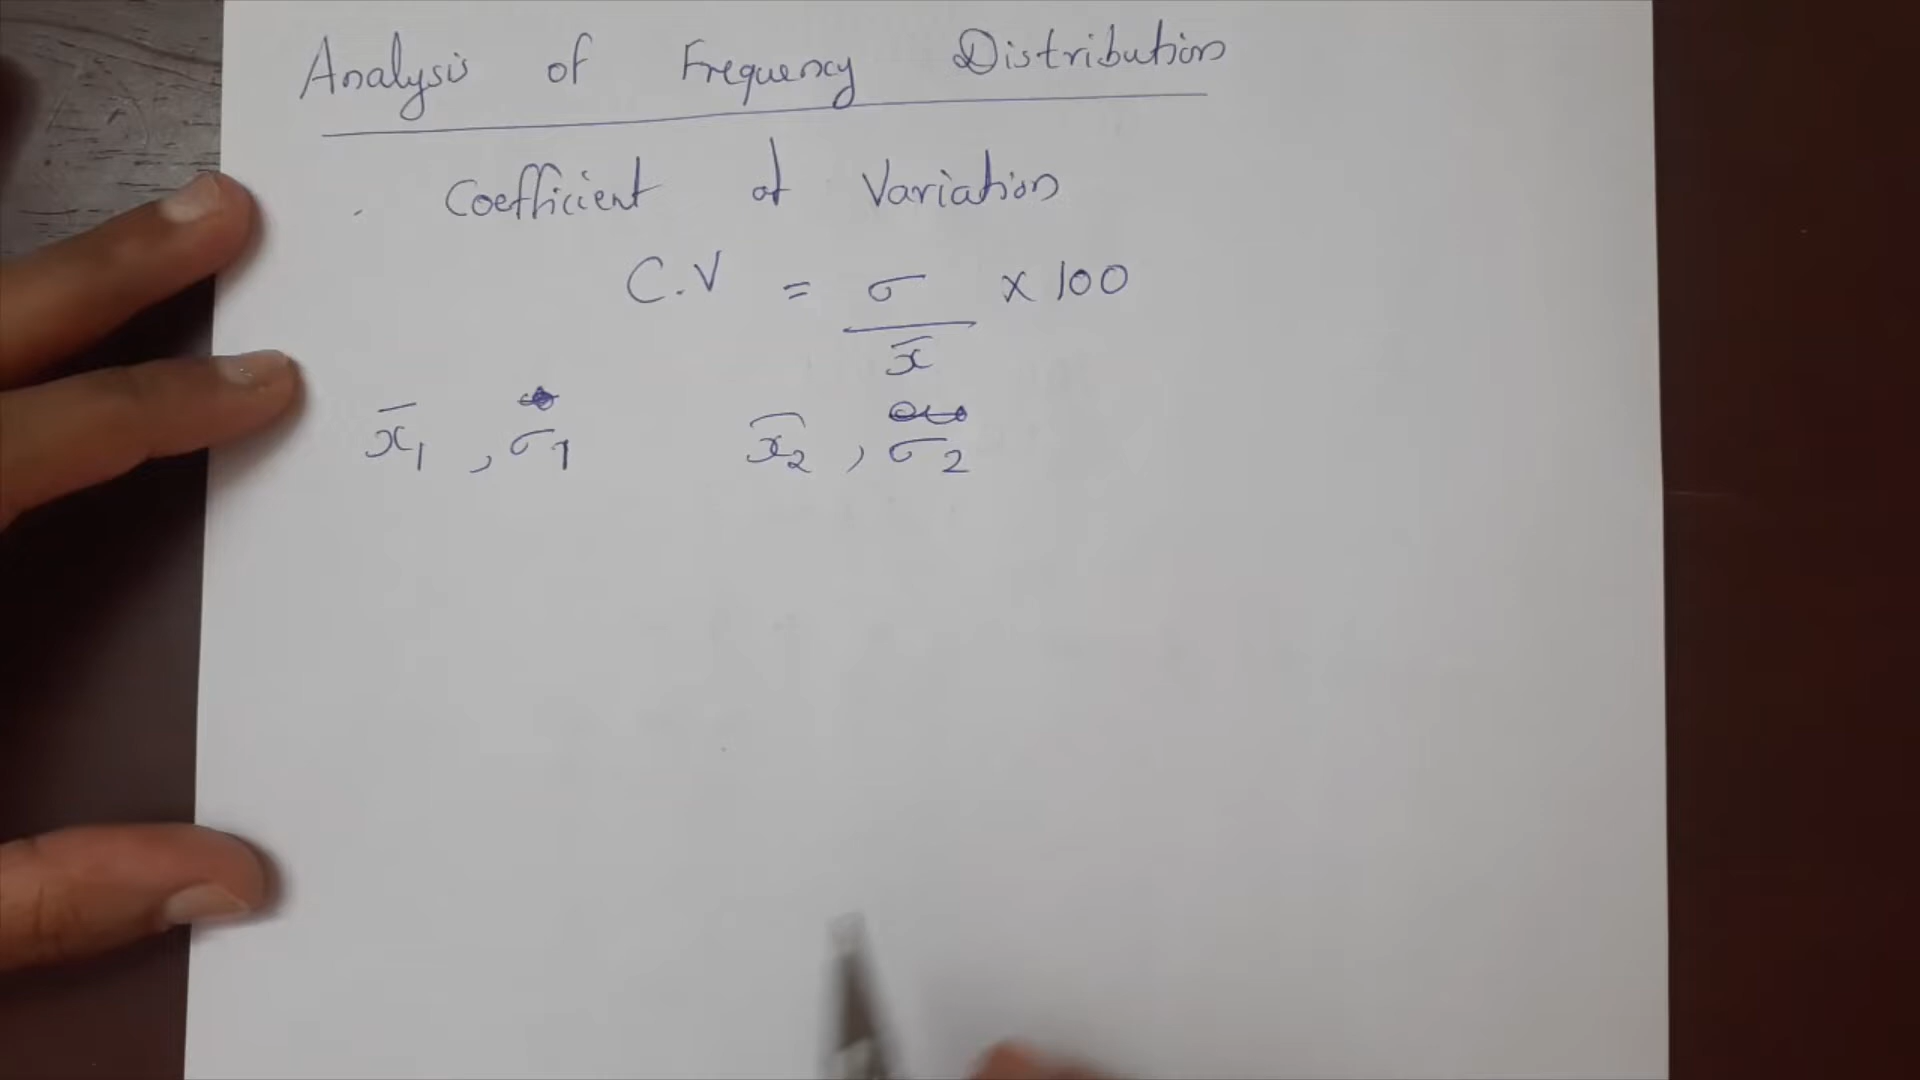 Analysis of Frequency Distribution
Coefficient of Variation
C.V = σ / x̄ × 100
x̄1 , σ1 x̄2 , σ2